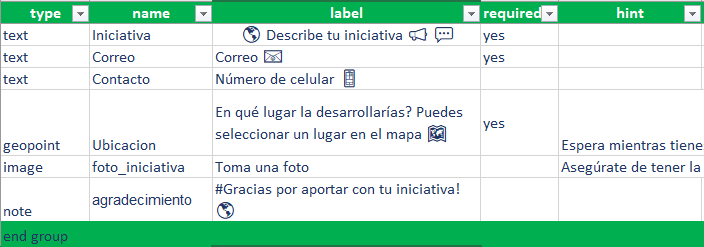 type name label required hint
text Iniciativa 🌎 Describe tu iniciativa 📢 💬 yes
text Correo Correo ✉ yes
text Contacto Número de celular 📱
En qué lugar la desarrollarías? Puedes
seleccionar un lugar en el mapa 🗺 yes
geopoint Ubicacion Espera mientras tiene
image foto_iniciativa Toma una foto Asegúrate de tener la
#Gracias por aportar con tu iniciativa!
note agradecimiento 🌎
end group